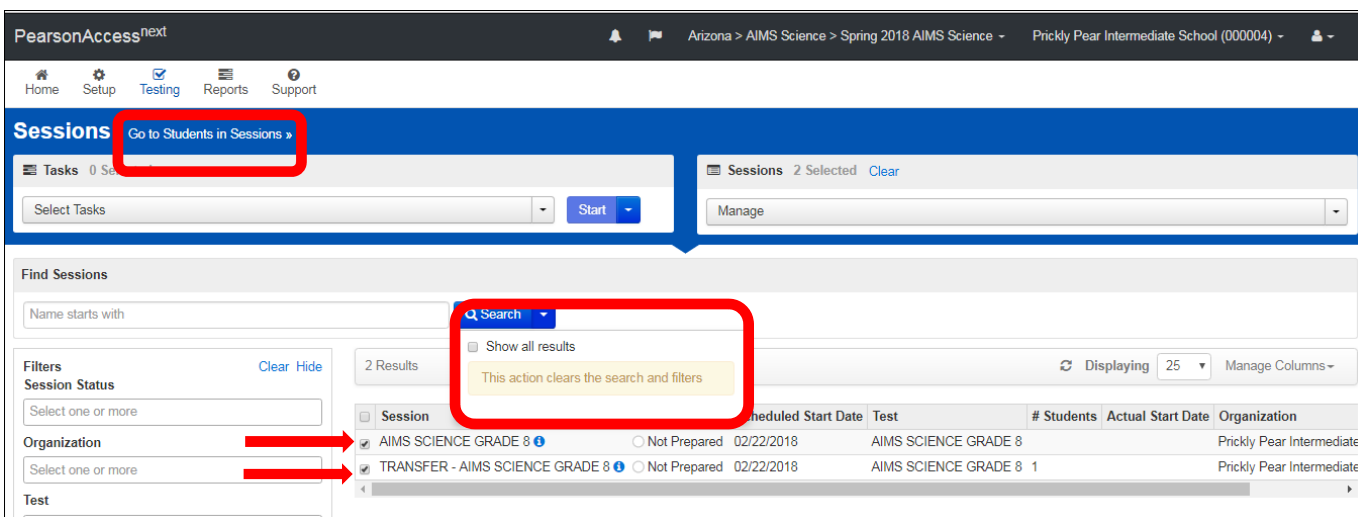 PearsonAccessnext Arizona > AIMS Science > Spring 2018 AIMS Science Prickly Pear Intermediate School (000004)
Home Setup Testing Reports Support
Sessions Go to Students in Sessions »
Tasks 0 Sessions 2 Selected Clear
Select Tasks Start Manage
Find Sessions
Name starts with Search
Show all results
Filters Clear Hide 2 Results This action clears the search and filters Displaying 25 Manage Columns
Session Status
Select one or more
Session Scheduled Start Date Test # Students Actual Start Date Organization
Organization AIMS SCIENCE GRADE 8 Not Prepared 02/22/2018 AIMS SCIENCE GRADE 8 Prickly Pear Intermediate
Select one or more TRANSFER - AIMS SCIENCE GRADE 8 Not Prepared 02/22/2018 AIMS SCIENCE GRADE 8 1 Prickly Pear Intermediate
Test